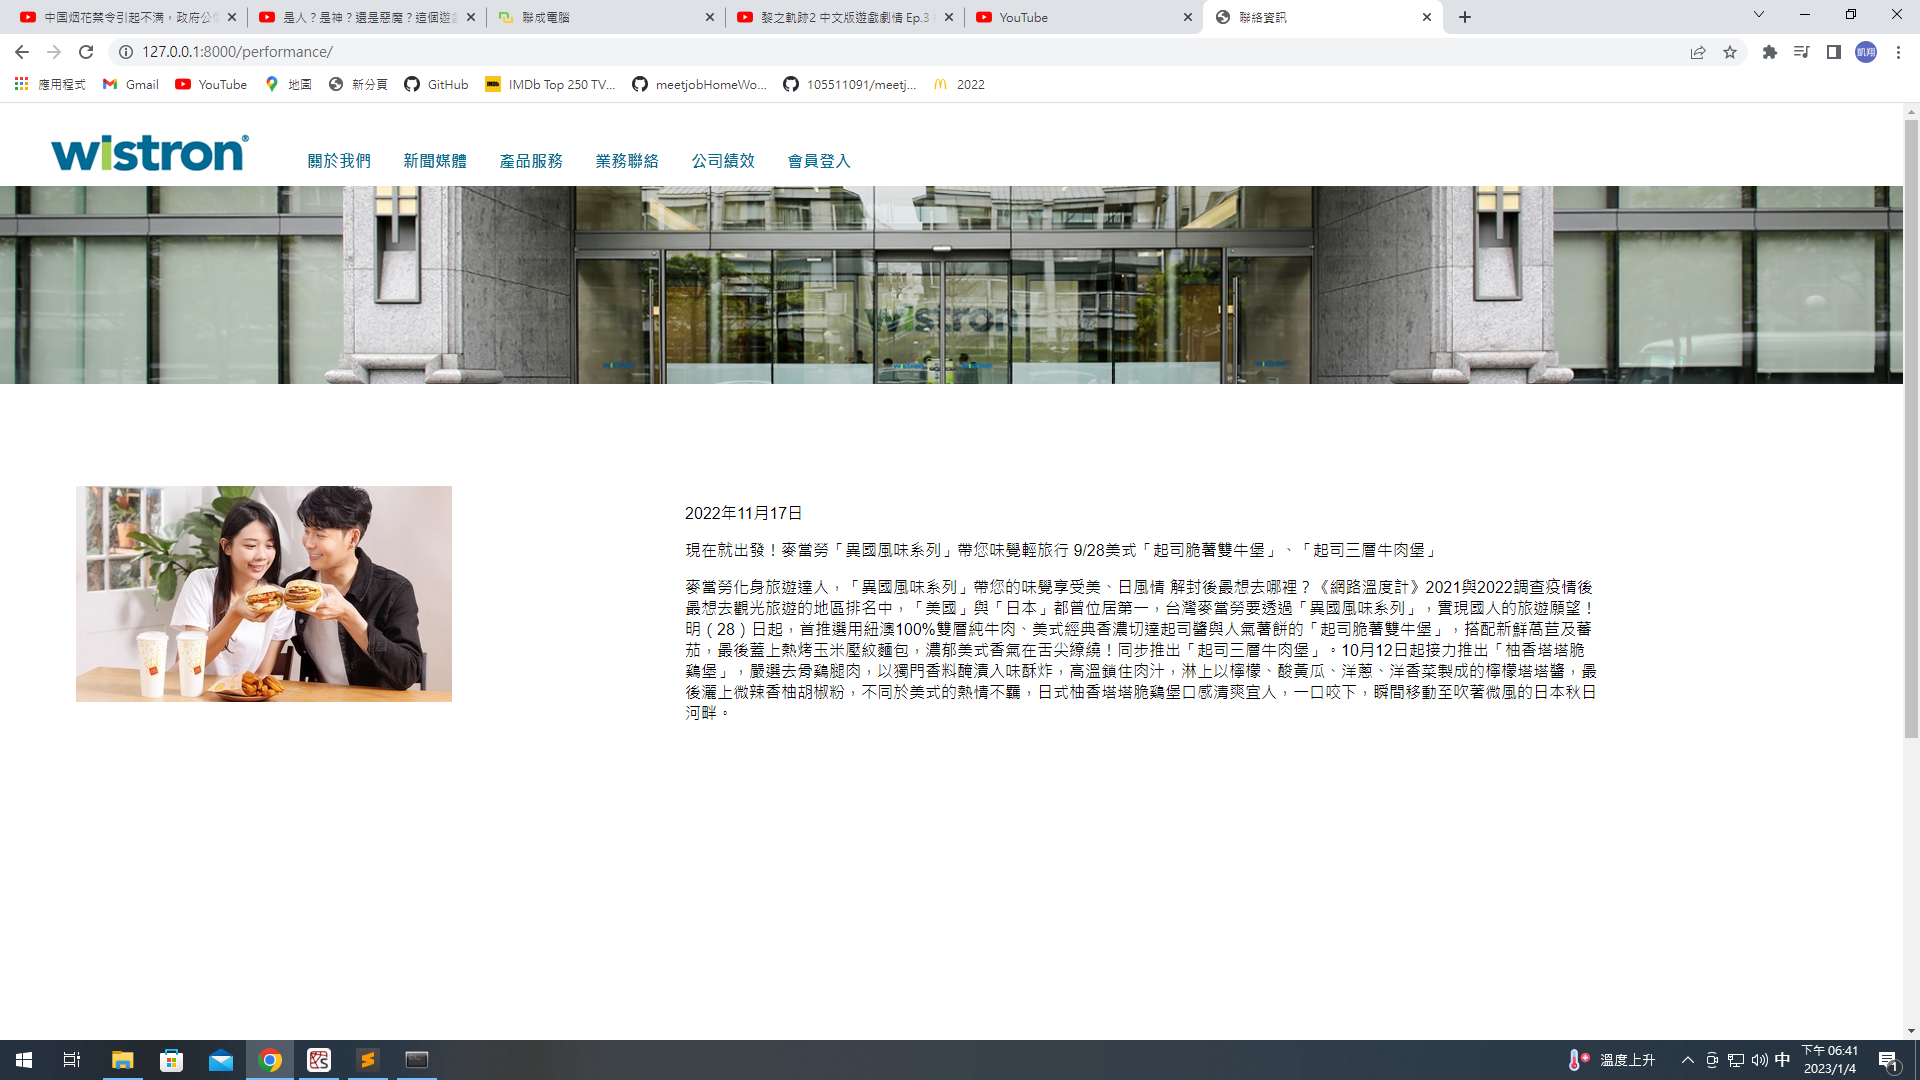 中国烟花禁令引起不满，政府公信
是人？是神？還是惡魔？這個遊戲
聯成電腦
黎之軌跡2 中文版遊戲劇情 Ep.3
YouTube
聯絡資訊
127.0.0.1:8000/performance/
凱翔
應用程式
Gmail
YouTube
地圖
新分頁
GitHub
IMDb Top 250 TV...
meetjobHomeWo...
105511091/meetj...
2022
wistron®
關於我們
新聞媒體
產品服務
業務聯絡
公司績效
會員登入
wistron
2022年11月17日
現在就出發！麥當勞「異國風味系列」帶您味覺輕旅行 9/28美式「起司脆薯雙牛堡」、「起司三層牛肉堡」
麥當勞化身旅遊達人，「異國風味系列」帶您的味覺享受美、日風情 解封後最想去哪裡？《網路溫度計》2021與2022調查疫情後
最想去觀光旅遊的地區排名中，「美國」與「日本」都曾位居第一，台灣麥當勞要透過「異國風味系列」，實現國人的旅遊願望！
明（28）日起，首推選用紐澳100%雙層純牛肉、美式經典香濃切達起司醬與人氣薯餅的「起司脆薯雙牛堡」，搭配新鮮萵苣及蕃
茄，最後蓋上熱烤玉米壓紋麵包，濃郁美式香氣在舌尖繚繞！同步推出「起司三層牛肉堡」。10月12日起接力推出「柚香塔塔脆
鷄堡」，嚴選去骨鷄腿肉，以獨門香料醃漬入味酥炸，高溫鎖住肉汁，淋上以檸檬、酸黃瓜、洋蔥、洋香菜製成的檸檬塔塔醬，最
後灑上微辣香柚胡椒粉，不同於美式的熱情不羈，日式柚香塔塔脆鷄堡口感清爽宜人，一口咬下，瞬間移動至吹著微風的日本秋日
河畔。
溫度上升
中
下午 06:41
2023/1/4
1